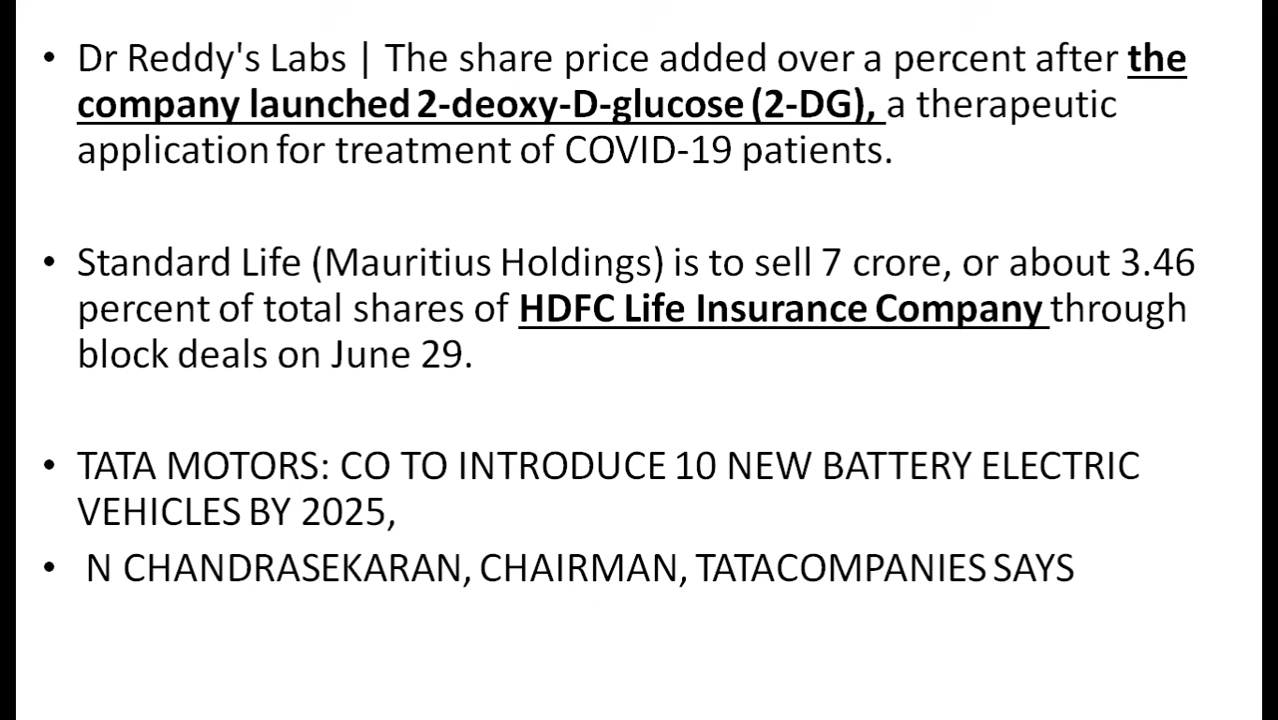 • Dr Reddy's Labs | The share price added over a percent after the
company launched 2-deoxy-D-glucose (2-DG), a therapeutic
application for treatment of COVID-19 patients.
• Standard Life (Mauritius Holdings) is to sell 7 crore, or about 3.46
percent of total shares of HDFC Life Insurance Company through
block deals on June 29.
• TATA MOTORS: CO TO INTRODUCE 10 NEW BATTERY ELECTRIC
VEHICLES BY 2025,
• N CHANDRASEKARAN, CHAIRMAN, TATACOMPANIES SAYS